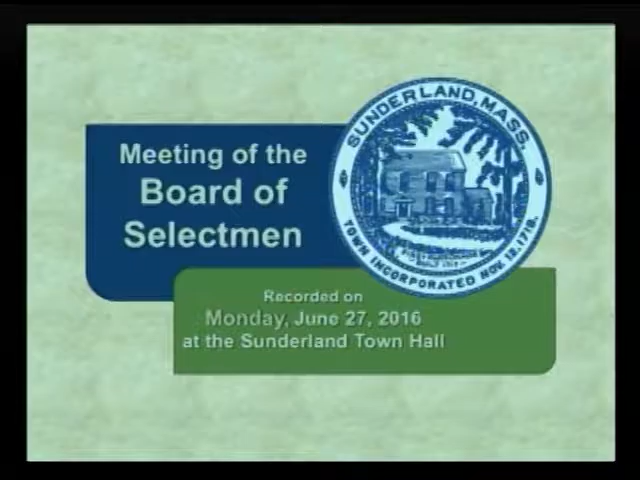 Meeting of the
Board of
Selectmen
SUNDERLAND, MASS.
TOWN INCORPORATED NOV. 12, 1718.
Recorded on
Monday, June 27, 2016
at the Sunderland Town Hall